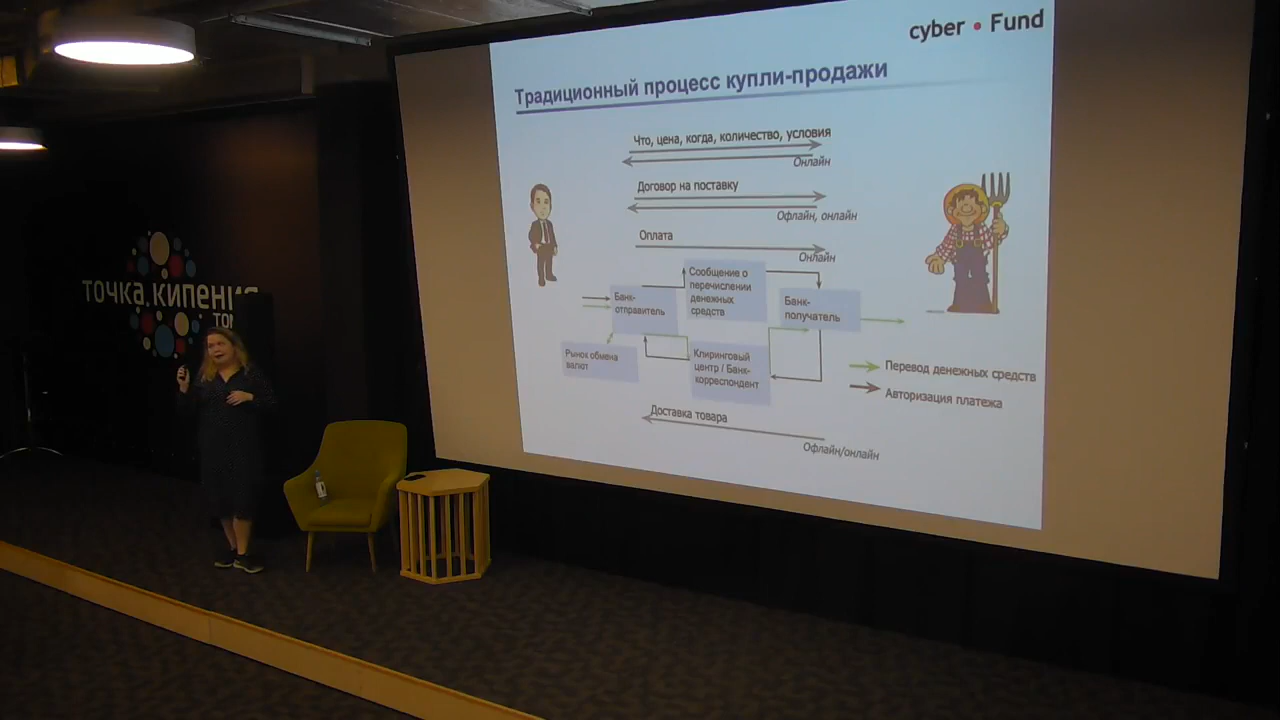 cyber • Fund
Традиционный процесс купли-продажи
Что, цена, когда, количество, условия
Онлайн
Договор на поставку
Офлайн, онлайн
Оплата
Онлайн
Банк-
отправитель
Сообщение о
перечислении
денежных
средств
Банк-
получатель
Рынок обмена
валют
Клиринговый
центр / Банк-
корреспондент
Перевод денежных средств
Авторизация платежа
Доставка товара
Офлайн/онлайн
точка кипения